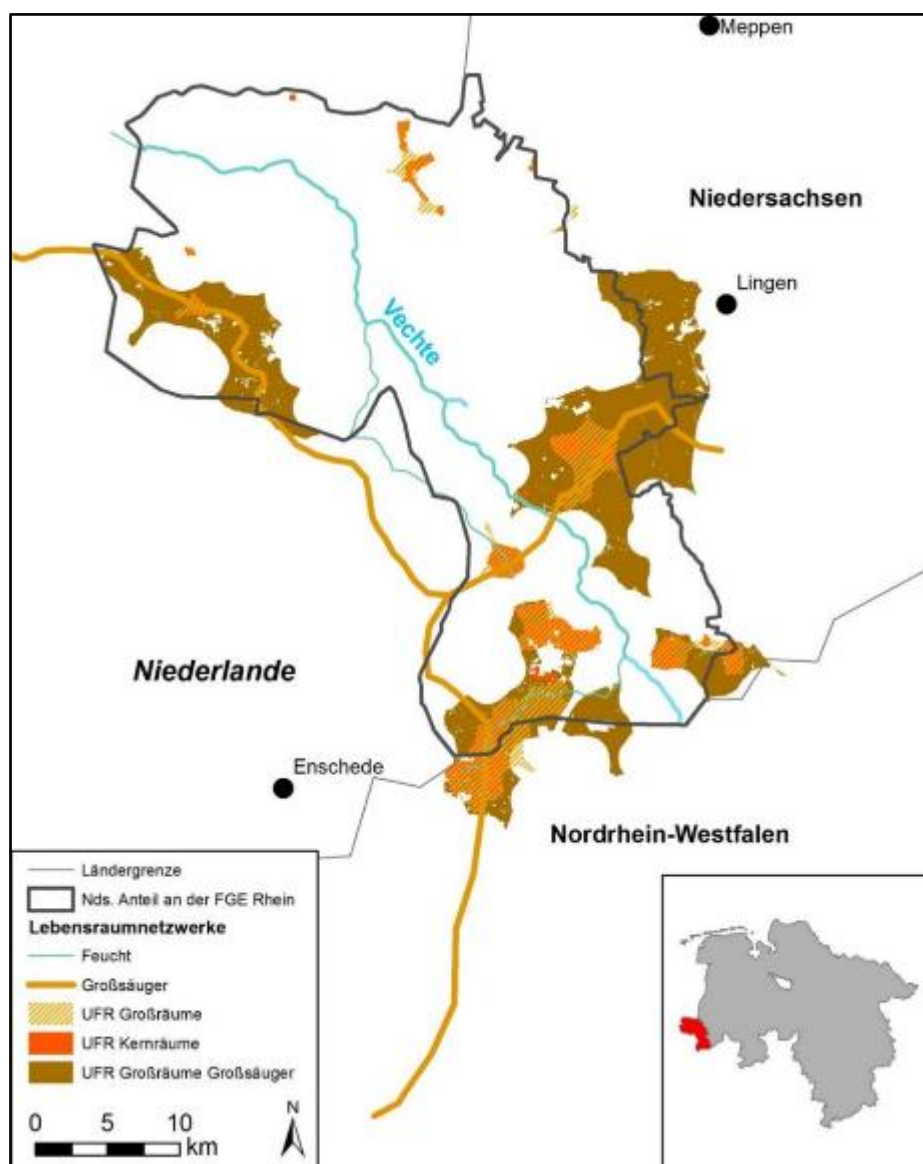 Meppen
Niedersachsen
Lingen
Vechte
Niederlande
Enschede
Nordrhein-Westfalen
Ländergrenze
Nds. Anteil an der FGE Rhein
Lebensraumnetzwerke
Feucht
Großsäuger
UFR Großräume
UFR Kernräume
UFR Großräume Großsäuger
0 5 10
km
N